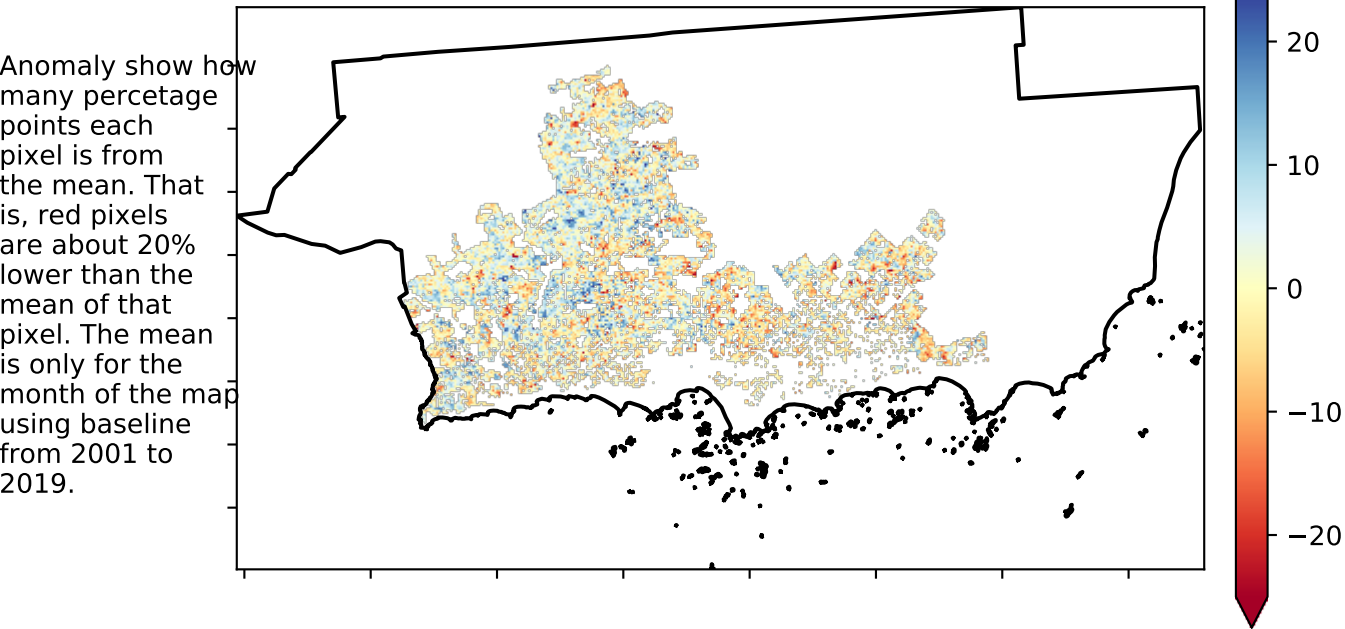 Anomaly show how
many percetage
points each
pixel is from
the mean. That
is, red pixels
are about 20%
lower than the
mean of that
pixel. The mean
is only for the
month of the map
using baseline
from 2001 to
2019.
20
10
0
−10
−20